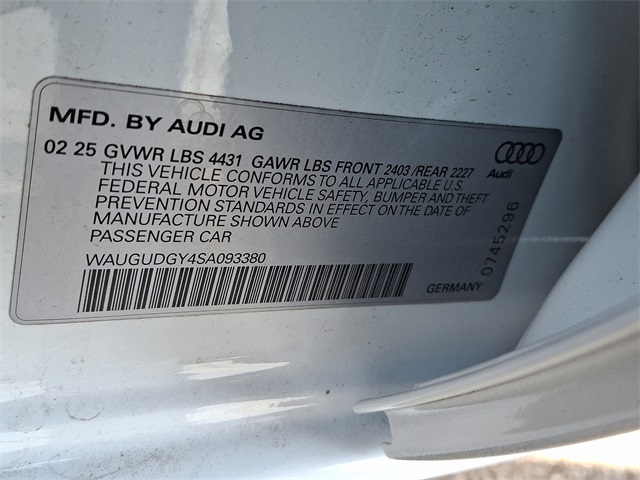 MFD. BY AUDI AG
02 25 GVWR LBS 4431 GAWR LBS FRONT 2403 /REAR 2227
THIS VEHICLE CONFORMS TO ALL APPLICABLE U.S.
FEDERAL MOTOR VEHICLE SAFETY, BUMPER AND THEFT
PREVENTION STANDARDS IN EFFECT ON THE DATE OF
MANUFACTURE SHOWN ABOVE
PASSENGER CAR
WAUGUDGY4SA093380
GERMANY
Audi
0745296